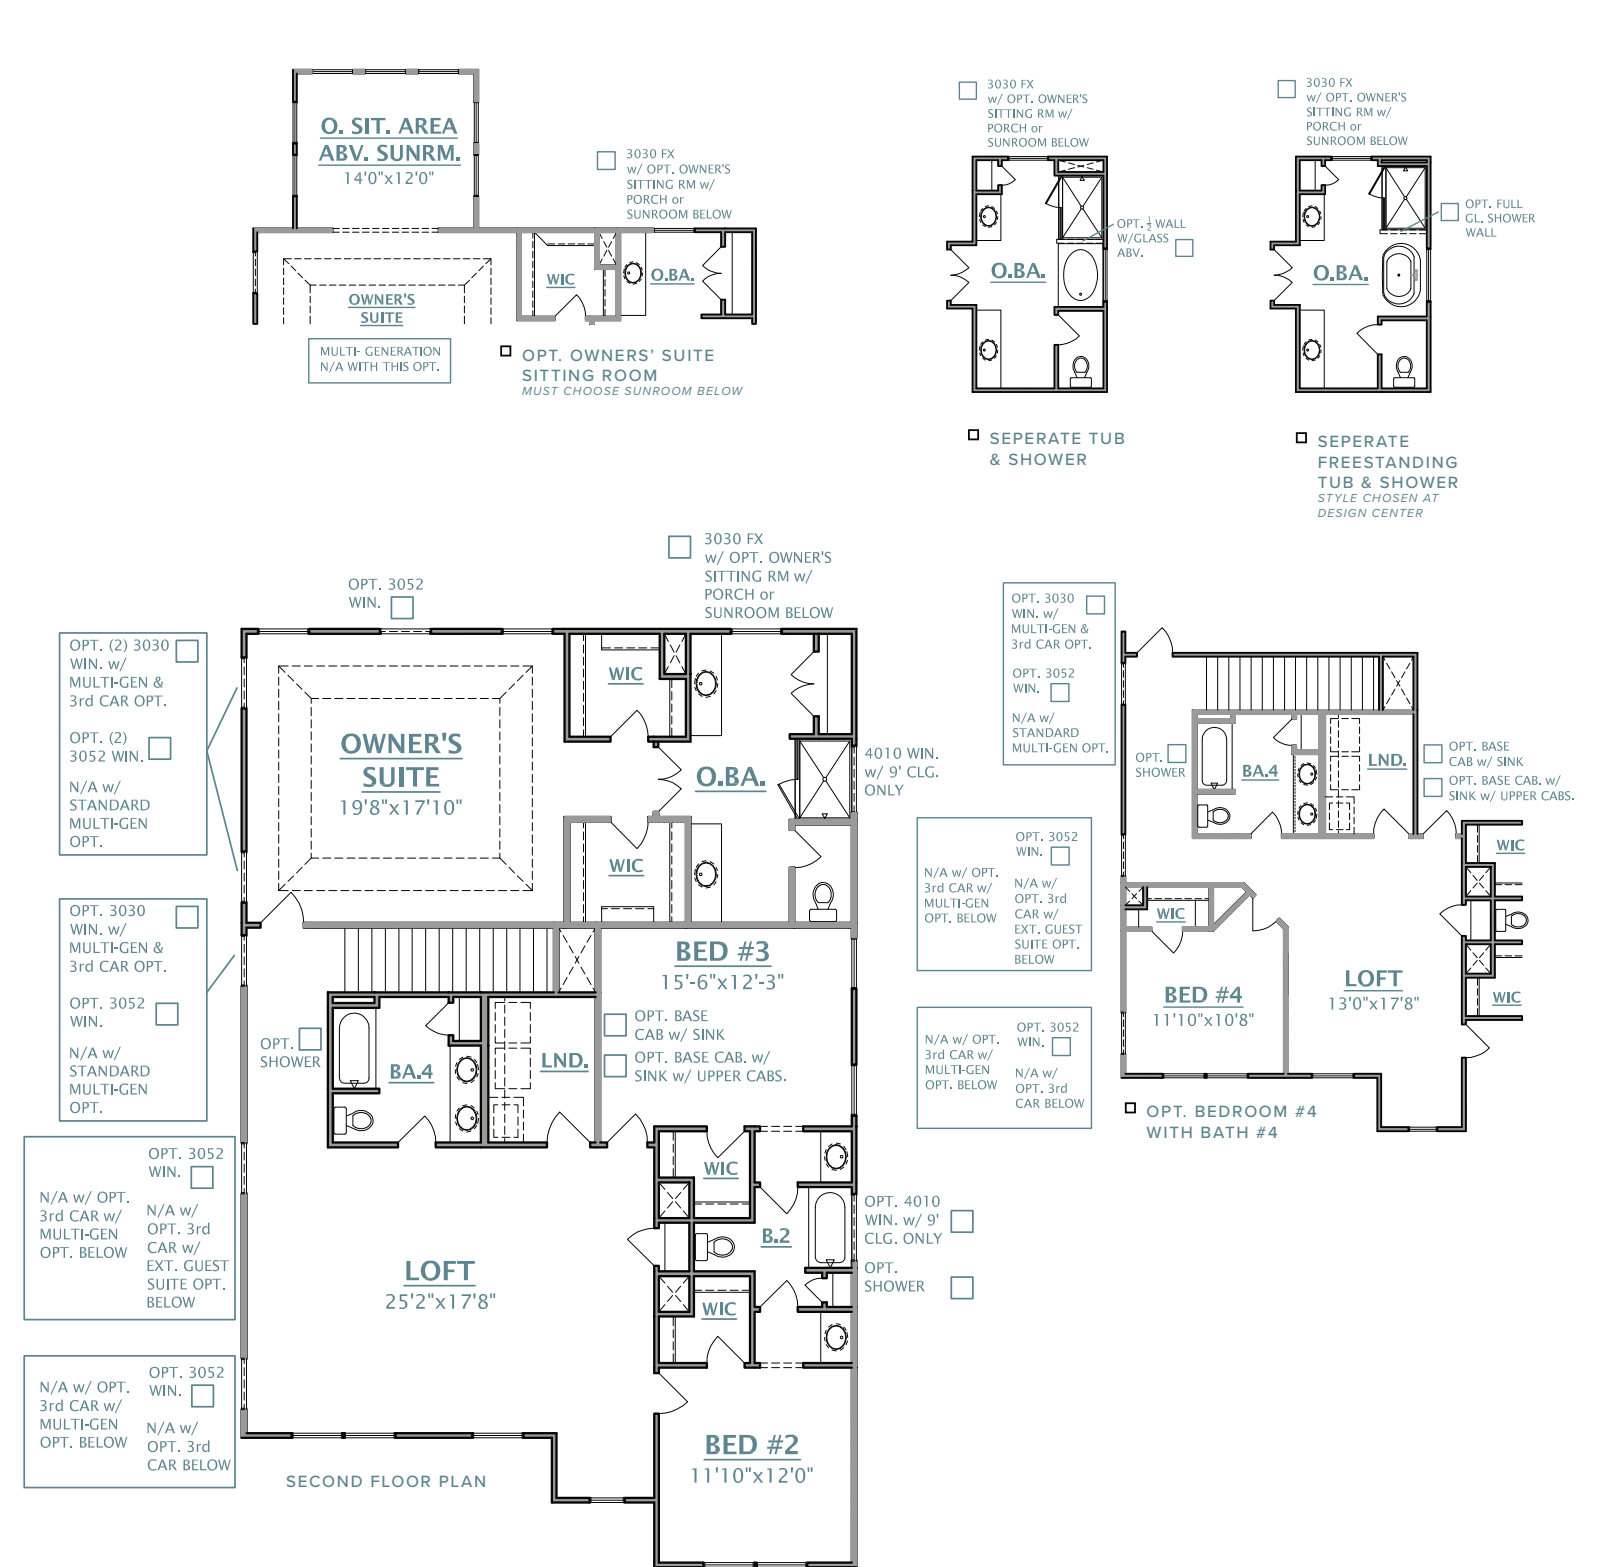 O. SIT. AREA
ABV. SUNRM.
14'0"x12'0"
3030 FX
w/ OPT. OWNER'S
SITTING RM w/
PORCH or
SUNROOM BELOW
WIC
O.BA.
OWNER'S
SUITE
MULTI- GENERATION
N/A WITH THIS OPT.
OPT. OWNERS' SUITE
SITTING ROOM
MUST CHOOSE SUNROOM BELOW
3030 FX
w/ OPT. OWNER'S
SITTING RM w/
PORCH or
SUNROOM BELOW
OPT. ½ WALL
W/GLASS
ABV.
O.BA.
SEPERATE TUB
& SHOWER
3030 FX
w/ OPT. OWNER'S
SITTING RM w/
PORCH or
SUNROOM BELOW
OPT. FULL
GL. SHOWER
WALL
O.BA.
SEPERATE
FREESTANDING
TUB & SHOWER
STYLE CHOSEN AT
DESIGN CENTER
3030 FX
w/ OPT. OWNER'S
SITTING RM w/
PORCH or
SUNROOM BELOW
OPT. 3052
WIN.
OPT. (2) 3030
WIN. w/
MULTI-GEN &
3rd CAR OPT.
OPT. (2)
3052 WIN.
N/A w/
STANDARD
MULTI-GEN
OPT.
WIC
OWNER'S
SUITE
19'8"x17'10"
O.BA.
4010 WIN.
w/ 9' CLG.
ONLY
WIC
OPT. 3030
WIN. w/
MULTI-GEN &
3rd CAR OPT.
OPT. 3052
WIN.
N/A w/
STANDARD
MULTI-GEN
OPT.
BED #3
15'-6"x12'-3"
OPT. BASE
CAB w/ SINK
OPT. BASE CAB. w/
SINK w/ UPPER CABS.
OPT.
SHOWER
BA.4
LND.
OPT. 3052
WIN.
N/A w/ OPT.
3rd CAR w/
MULTI-GEN
OPT. BELOW
N/A w/
OPT. 3rd
CAR w/
EXT. GUEST
SUITE OPT.
BELOW
WIC
B.2
OPT. 4010
WIN. w/ 9'
CLG. ONLY
OPT.
SHOWER
LOFT
25'2"x17'8"
WIC
OPT. 3052
WIN.
N/A w/ OPT.
3rd CAR w/
MULTI-GEN
OPT. BELOW
N/A w/
OPT. 3rd
CAR BELOW
BED #2
11'10"x12'0"
SECOND FLOOR PLAN
OPT. 3030
WIN. w/
MULTI-GEN &
3rd CAR OPT.
OPT. 3052
WIN.
N/A w/
STANDARD
MULTI-GEN OPT.
OPT.
SHOWER
BA.4
LND.
OPT. BASE
CAB w/ SINK
OPT. BASE CAB. w/
SINK w/ UPPER CABS.
OPT. 3052
WIN.
N/A w/ OPT.
3rd CAR w/
MULTI-GEN
OPT. BELOW
N/A w/
OPT. 3rd
CAR w/
EXT. GUEST
SUITE OPT.
BELOW
WIC
WIC
LOFT
13'0"x17'8"
BED #4
11'10"x10'8"
WIC
OPT. 3052
WIN.
N/A w/ OPT.
3rd CAR w/
MULTI-GEN
OPT. BELOW
N/A w/
OPT. 3rd
CAR BELOW
OPT. BEDROOM #4
WITH BATH #4